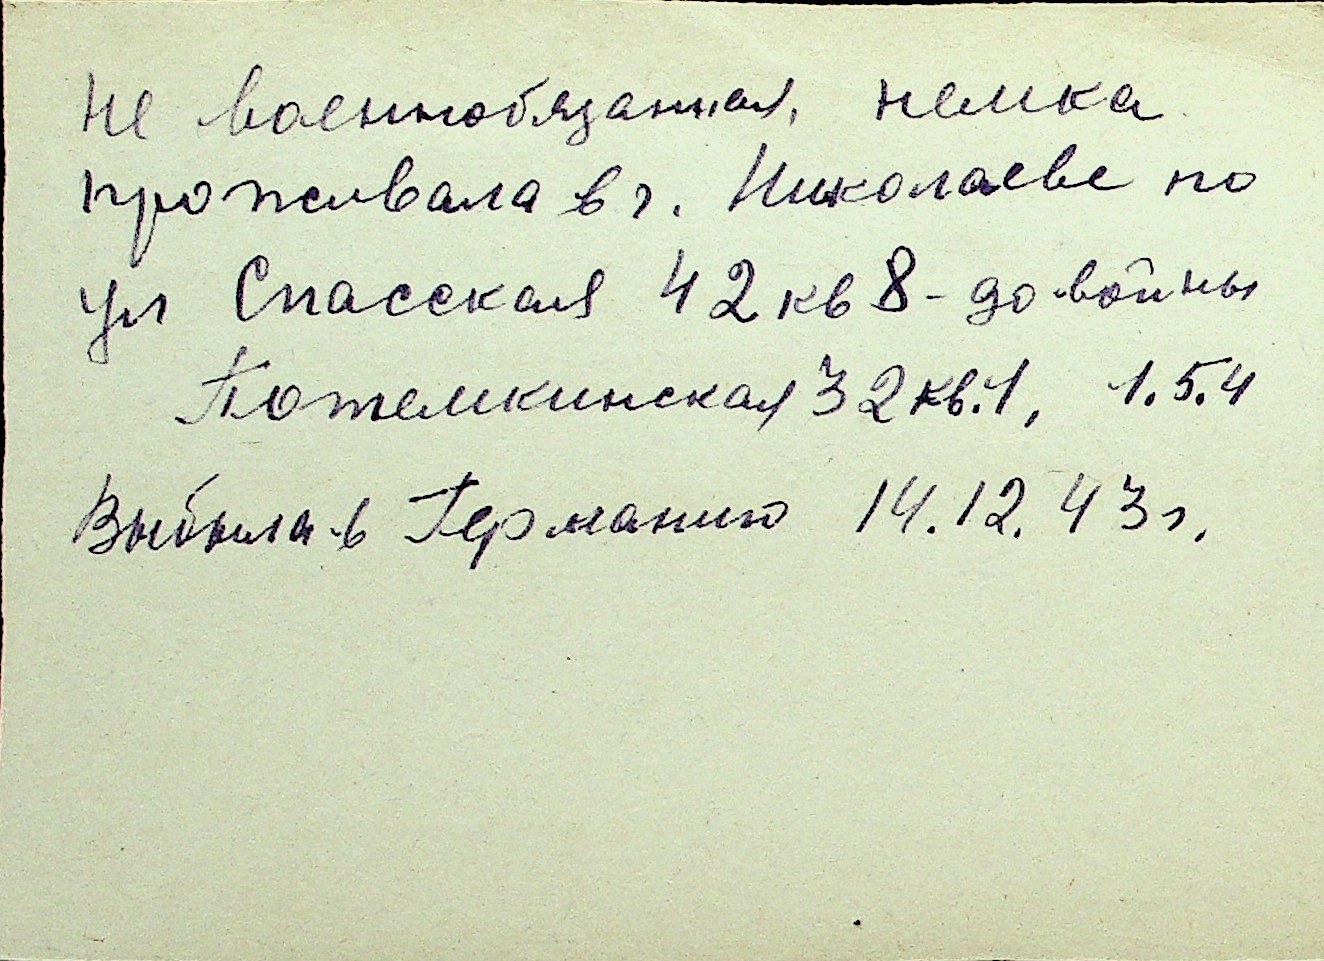 Не военнобязанная, немка
проживала в г. Николаеве по
ул Спасская 42 кв 8 - до войны
Потемкинская 32 кв. 1, 1.5.4
Выбыла в Германию 14.12.43 г.